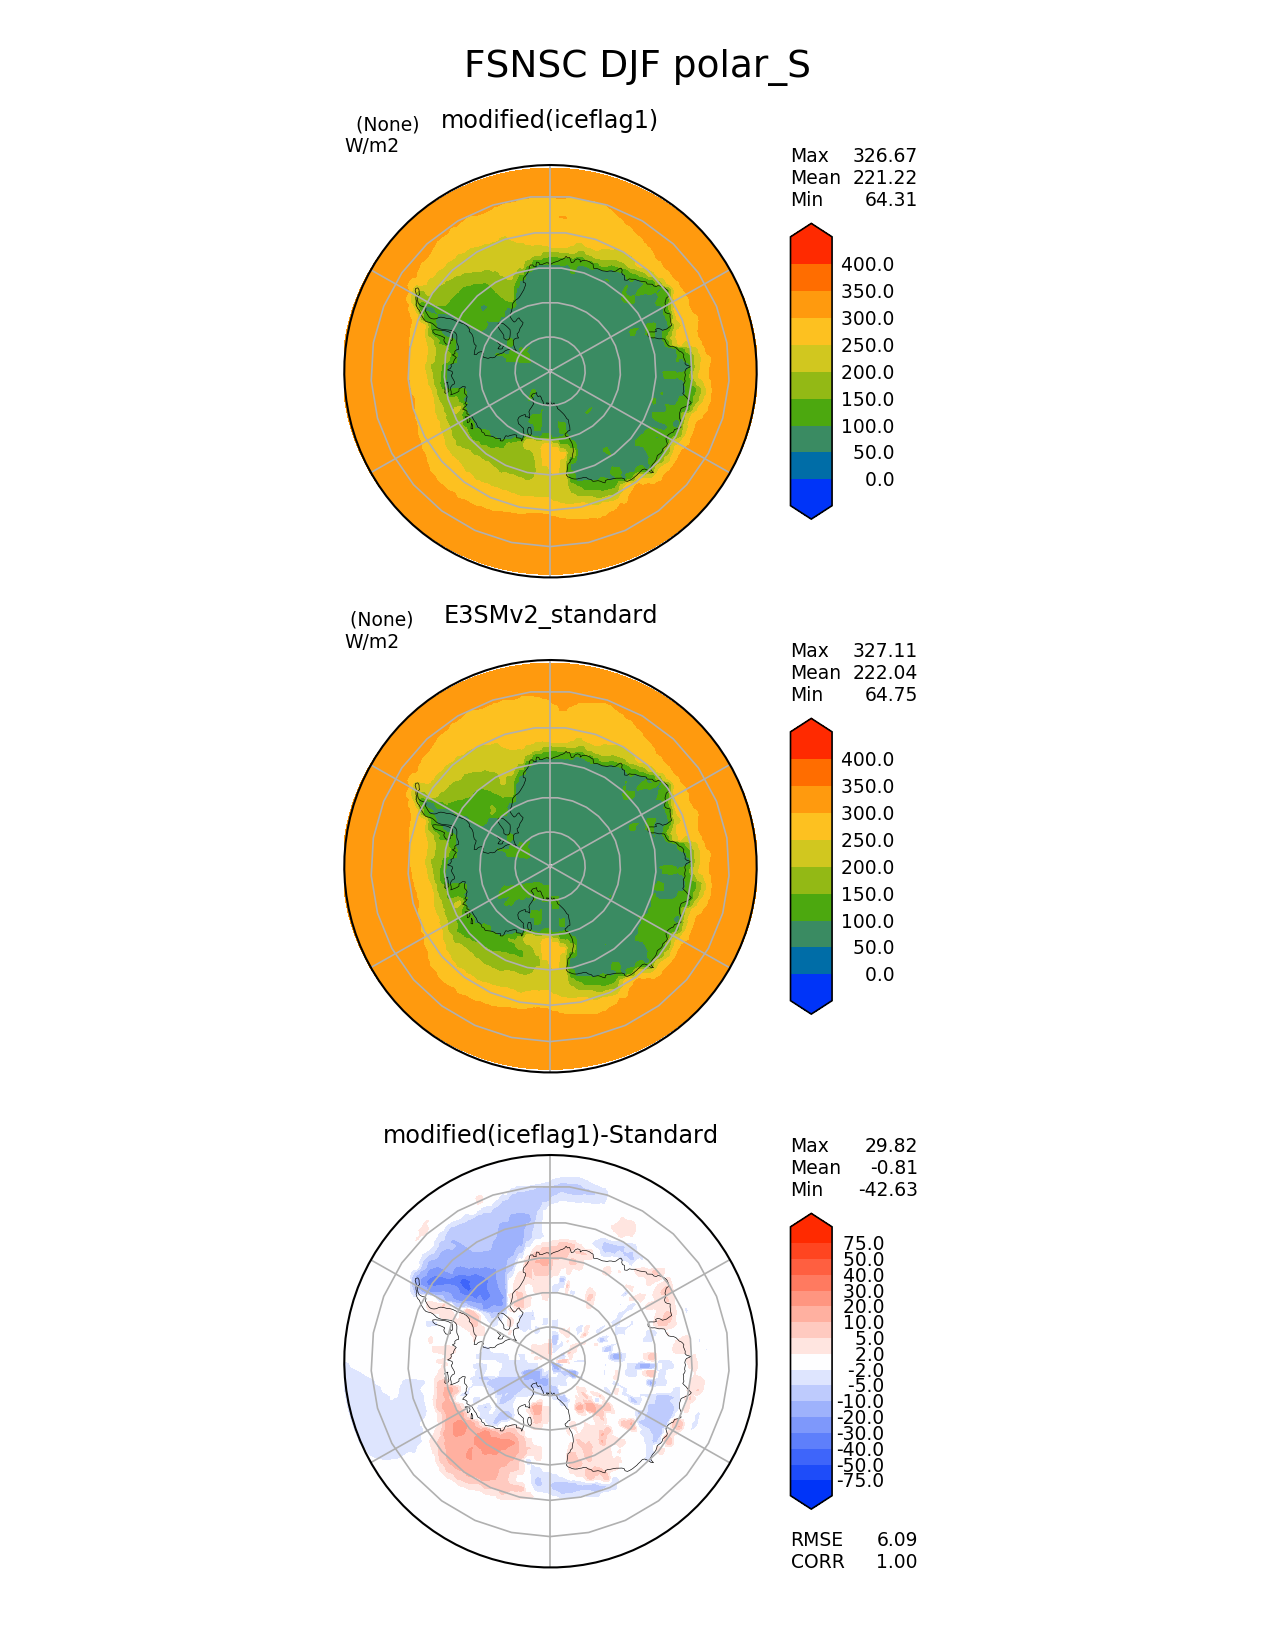 FSNSC DJF polar_S
(None) modified(iceflag1)
W/m2
Max 326.67
Mean 221.22
Min 64.31
400.0
350.0
300.0
250.0
200.0
150.0
100.0
50.0
0.0
(None) E3SMv2_standard
W/m2
Max 327.11
Mean 222.04
Min 64.75
400.0
350.0
300.0
250.0
200.0
150.0
100.0
50.0
0.0
modified(iceflag1)-Standard
Max 29.82
Mean -0.81
Min -42.63
75.0
50.0
40.0
30.0
20.0
10.0
5.0
2.0
-2.0
-5.0
-10.0
-20.0
-30.0
-40.0
-50.0
-75.0
RMSE 6.09
CORR 1.00